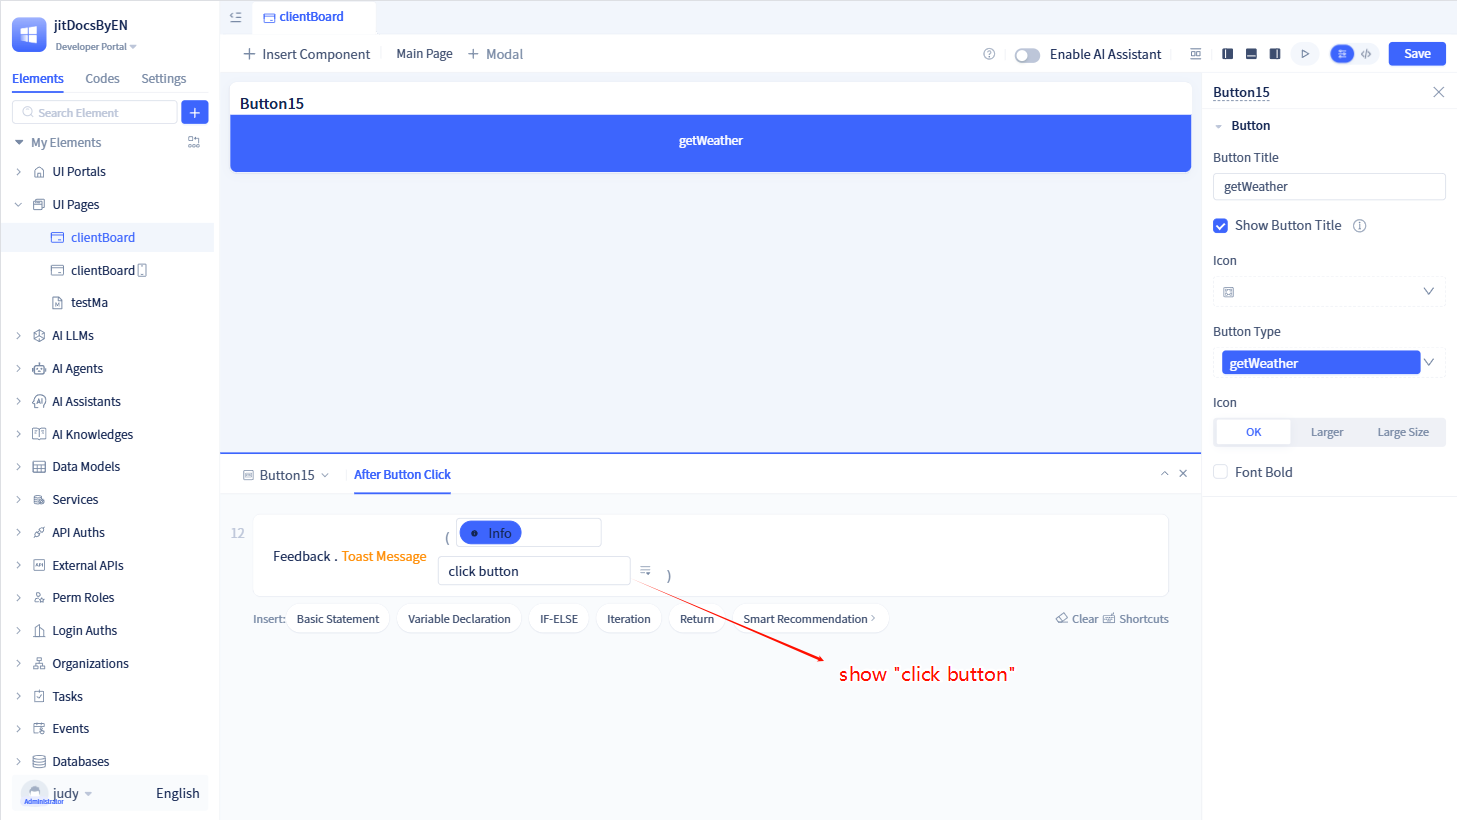 jitDocsByEN
Developer Portal
Elements Codes Settings
Search Element
My Elements
UI Portals
UI Pages
clientBoard
clientBoard
testMa
AI LLMs
AI Agents
AI Assistants
AI Knowledges
Data Models
Services
API Auths
External APIs
Perm Roles
Login Auths
Organizations
Tasks
Events
Databases
judy
Administrator
English
clientBoard
Insert Component Main Page Modal
Enable AI Assistant
Save
Button15
getWeather
Button15 After Button Click
12
Feedback . Toast Message ( Info
click button )
Insert: Basic Statement Variable Declaration IF-ELSE Iteration Return Smart Recommendation Clear Shortcuts
show "click button"
Button15
Button
Button Title
getWeather
Show Button Title
Icon
Button Type
getWeather
Icon
OK Larger Large Size
Font Bold